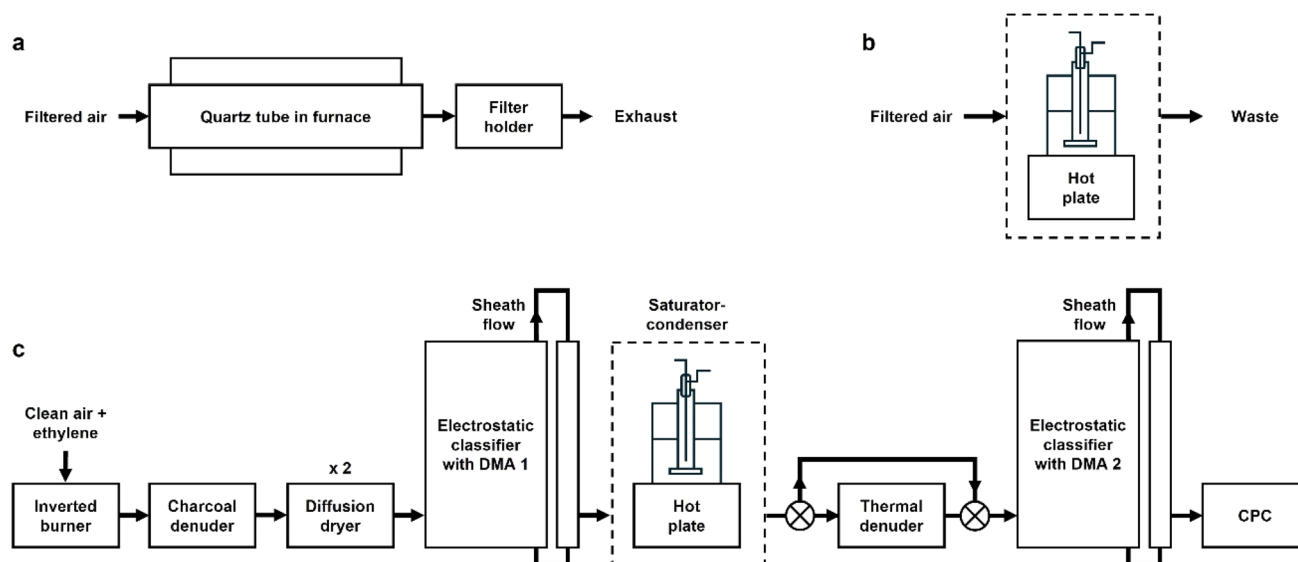 a
Filtered air
Quartz tube in furnace
Filter
holder
Exhaust
b
Filtered air
Hot
plate
Waste
c
Clean air +
ethylene
Inverted
burner
Charcoal
denuder
x 2
Diffusion
dryer
Sheath
flow
Electrostatic
classifier
with DMA 1
Saturator-
condenser
Hot
plate
Thermal
denuder
Sheath
flow
Electrostatic
classifier
with DMA 2
CPC